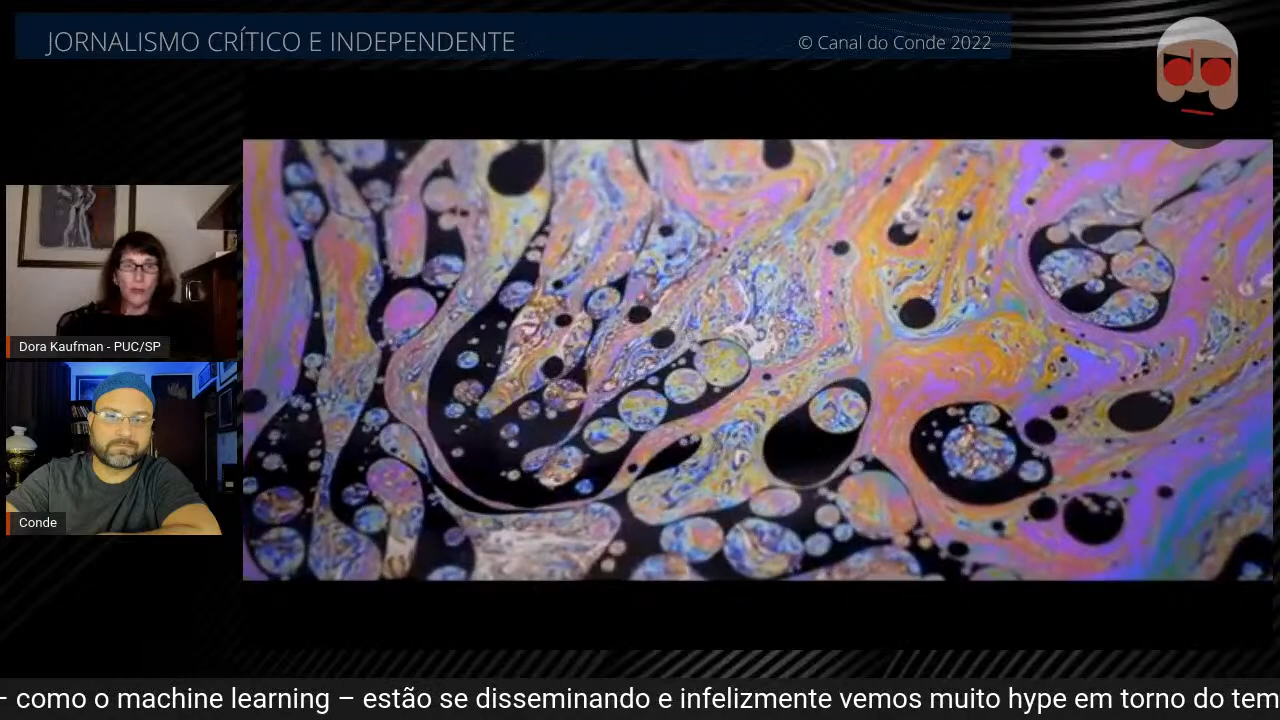 JORNALISMO CRÍTICO E INDEPENDENTE
© Canal do Conde 2022
Dora Kaufman - PUC/SP
Conde
– como o machine learning – estão se disseminando e infelizmente vemos muito hype em torno do tem